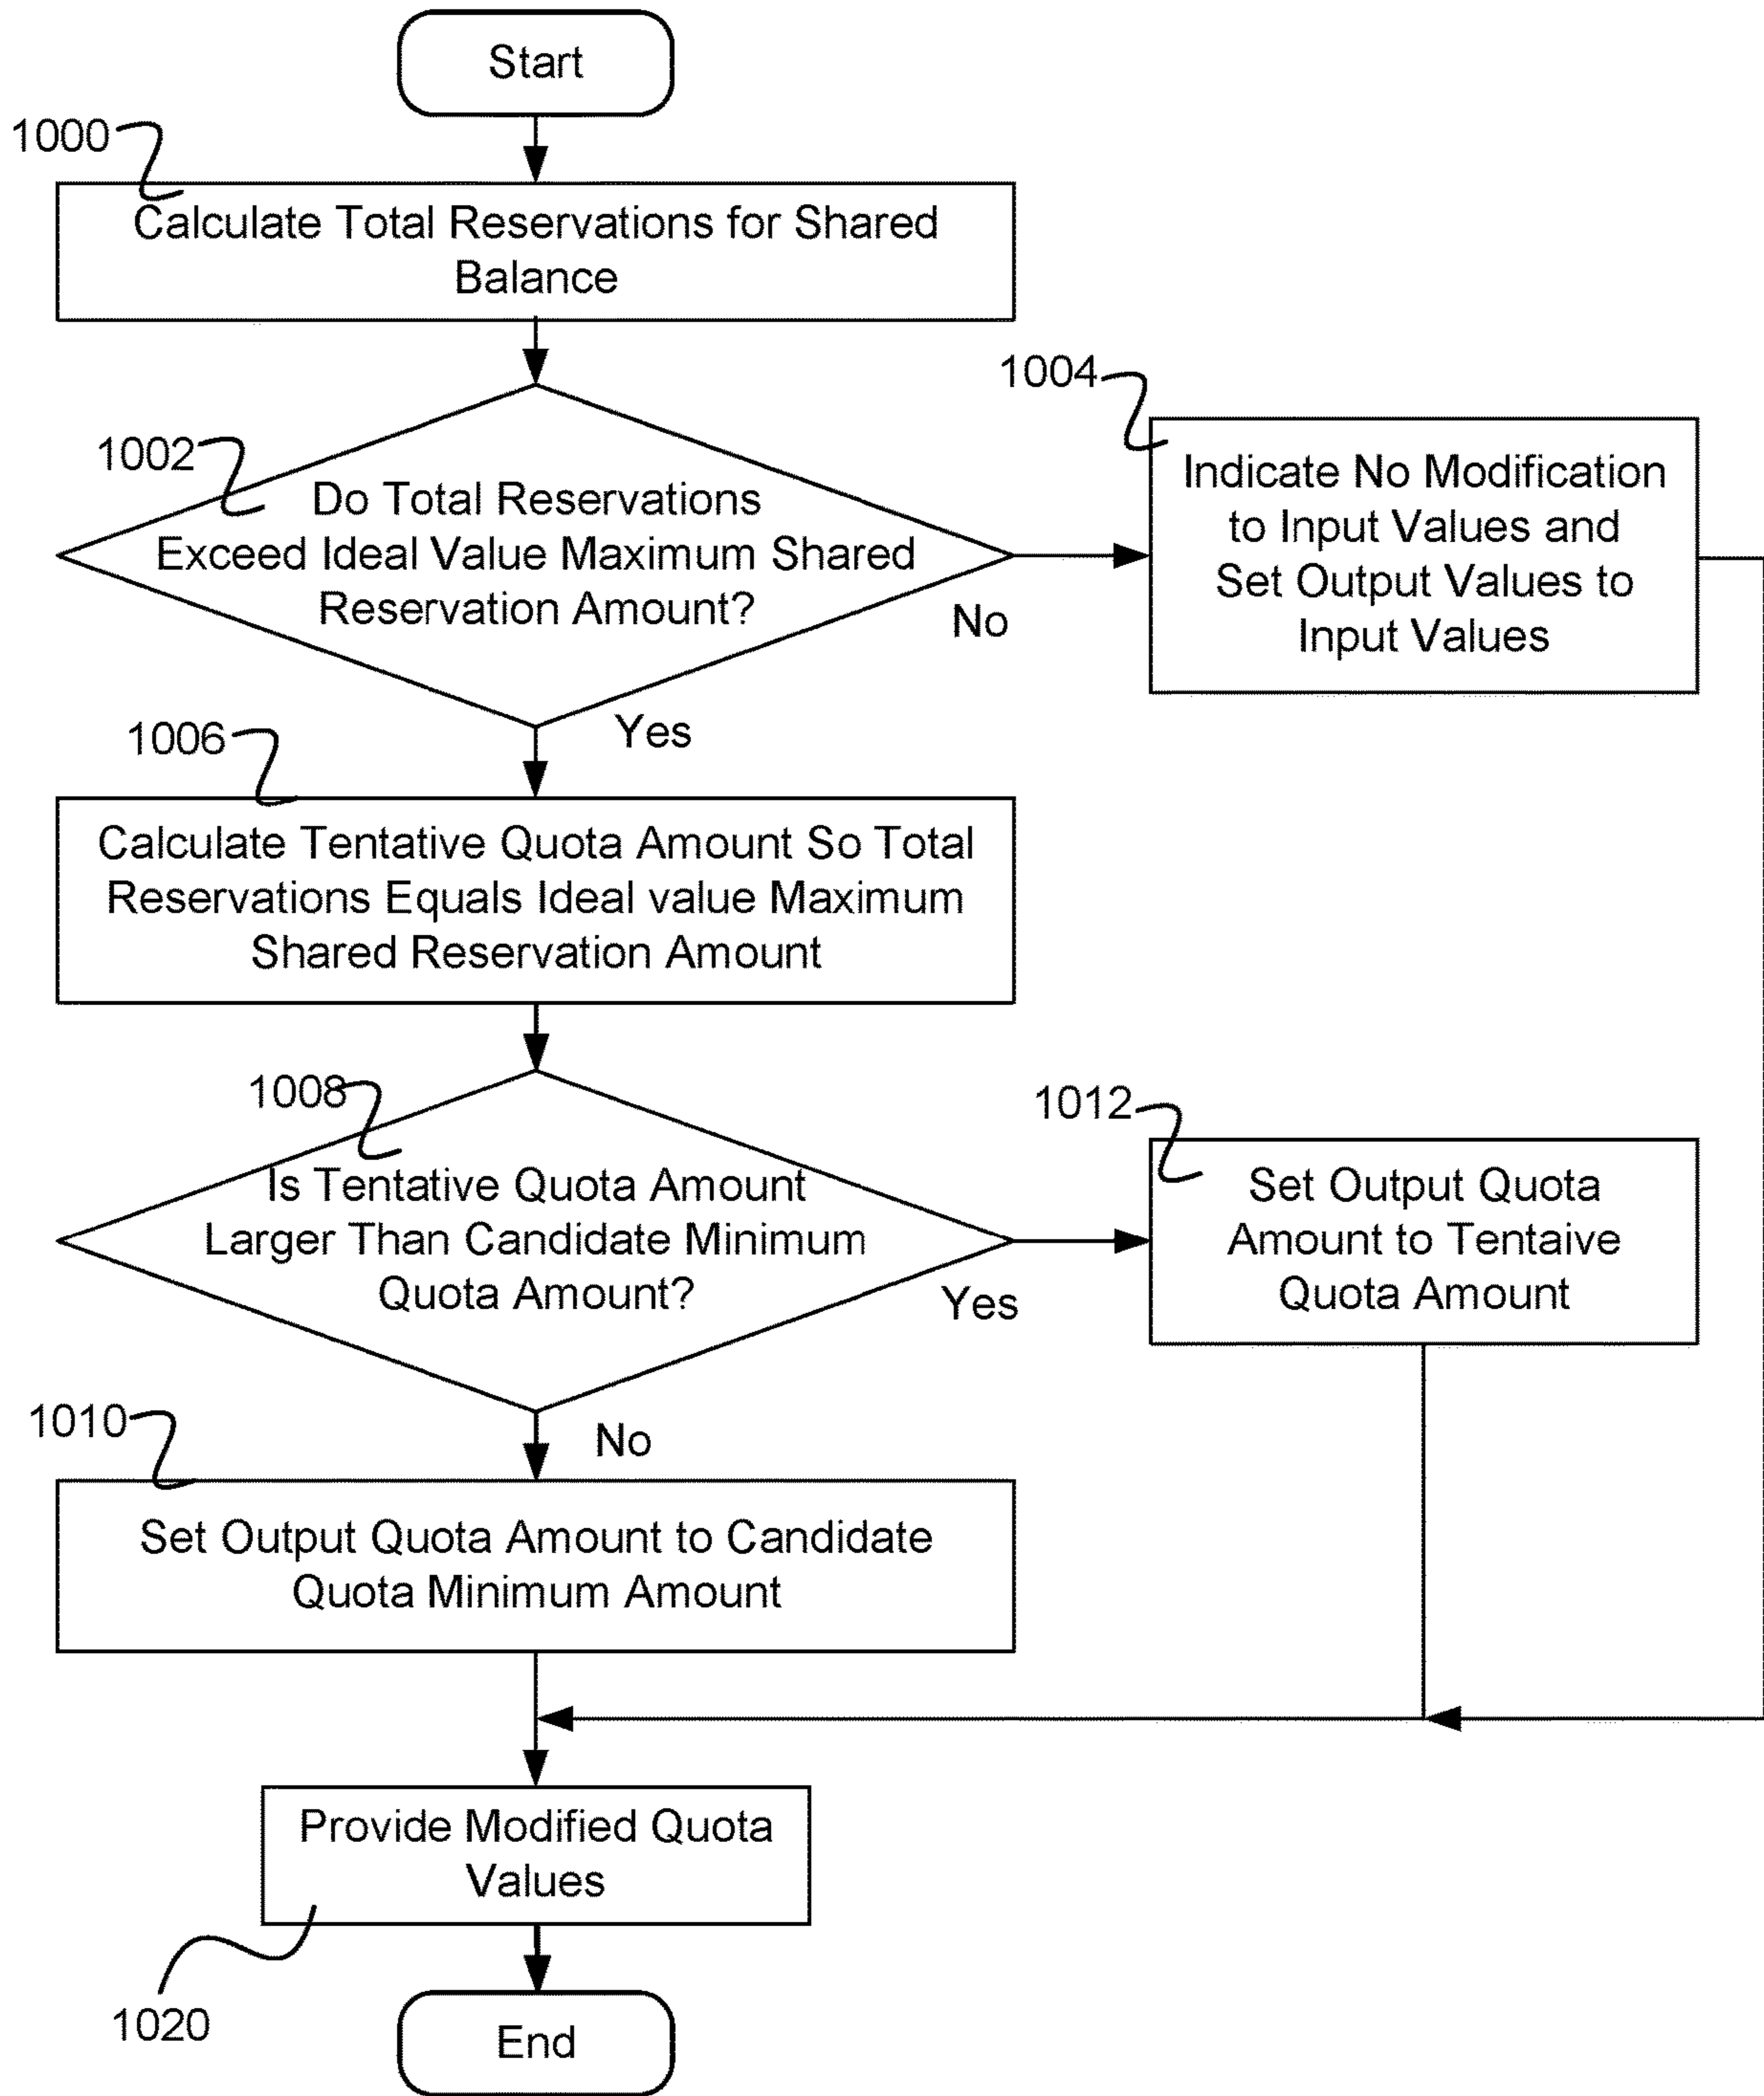 Start
1000
Calculate Total Reservations for Shared
Balance
1002
Do Total Reservations
Exceed Ideal Value Maximum Shared
Reservation Amount?
No
Yes
1004
Indicate No Modification
to Input Values and
Set Output Values to
Input Values
1006
Calculate Tentative Quota Amount So Total
Reservations Equals Ideal value Maximum
Shared Reservation Amount
1008
Is Tentative Quota Amount
Larger Than Candidate Minimum
Quota Amount?
Yes
No
1012
Set Output Quota
Amount to Tentaive
Quota Amount
1010
Set Output Quota Amount to Candidate
Quota Minimum Amount
Provide Modified Quota
Values
1020
End